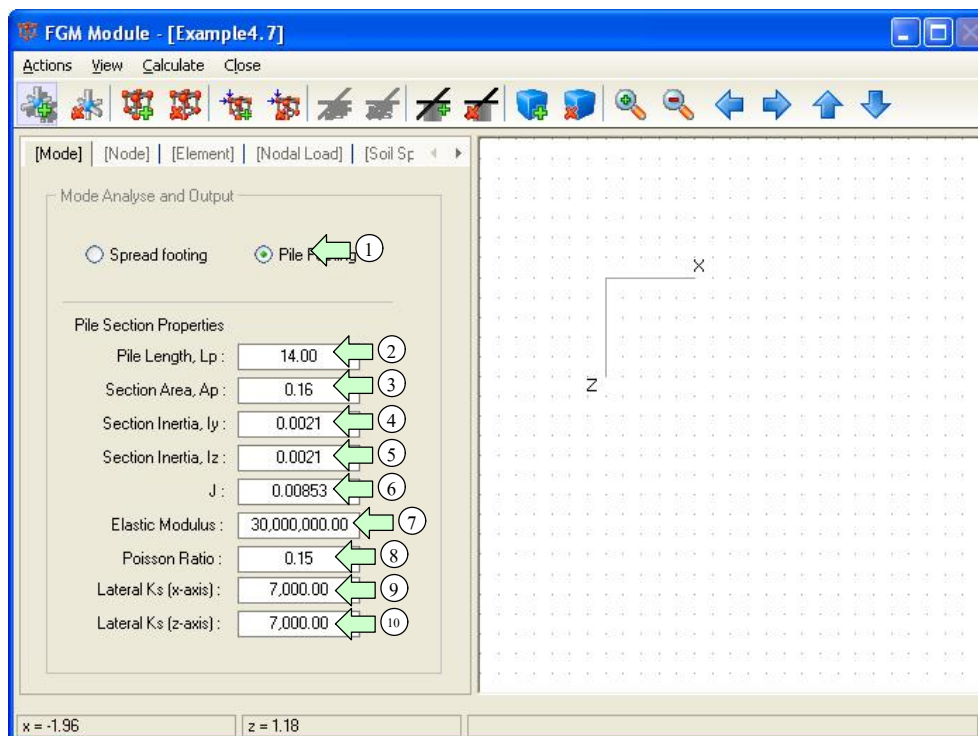 FGM Module - [Example4.7]
Actions View Calculate Close
[Mode] [Node] [Element] [Nodal Load] [Soil Sp
Mode Analyse and Output
Spread footing Pile 1
Pile Section Properties
Pile Length, Lp : 14.00 2
Section Area, Ap : 0.16 3
Section Inertia, Iy : 0.0021 4
Section Inertia, Iz : 0.0021 5
J : 0.00853 6
Elastic Modulus : 30,000,000.00 7
Poisson Ratio : 0.15 8
Lateral Ks (x-axis) : 7,000.00 9
Lateral Ks (z-axis) : 7,000.00 10
X
Z
x = -1.96 z = 1.18